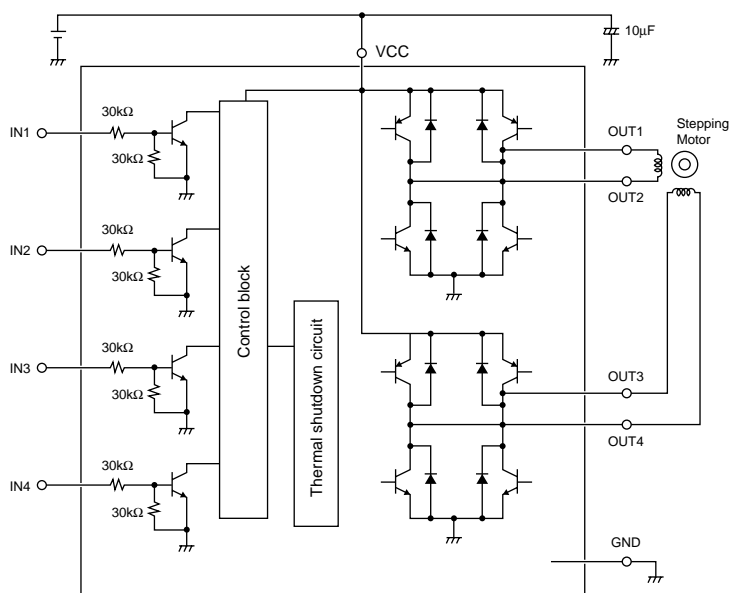 10µF
VCC
30kΩ
IN1
30kΩ
OUT1
Stepping
Motor
OUT2
30kΩ
IN2
30kΩ
Control block
Thermal shutdown circuit
30kΩ
IN3
30kΩ
OUT3
OUT4
30kΩ
IN4
30kΩ
GND